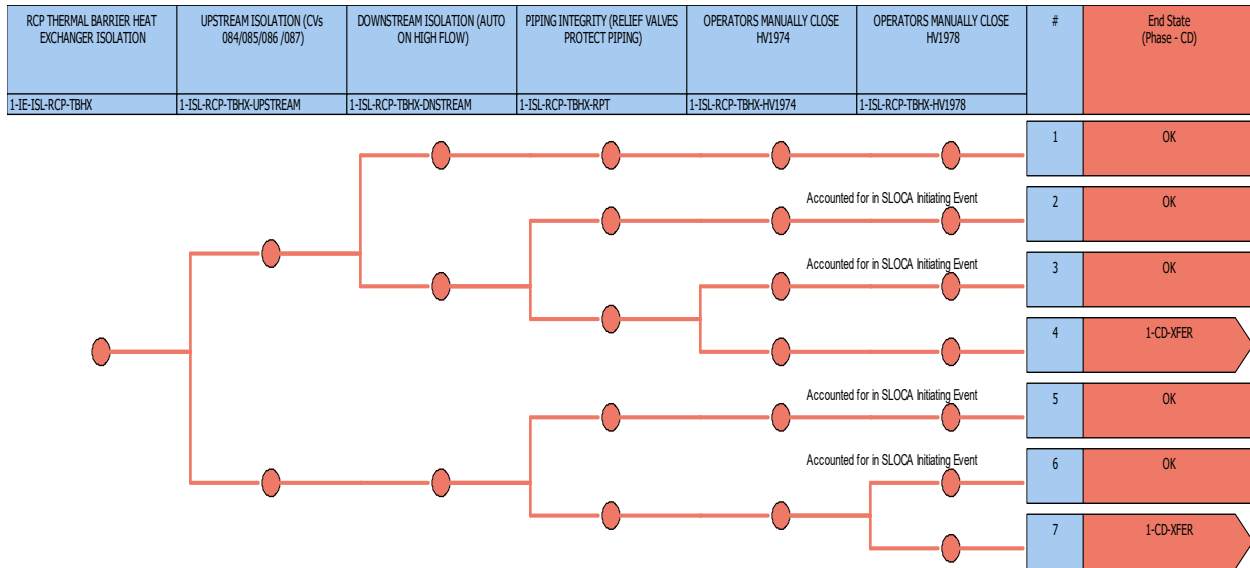 RCP THERMAL BARRIER HEAT
EXCHANGER ISOLATION
UPSTREAM ISOLATION (CVs
084/085/086 /087)
DOWNSTREAM ISOLATION (AUTO
ON HIGH FLOW)
PIPING INTEGRITY (RELIEF VALVES
PROTECT PIPING)
OPERATORS MANUALLY CLOSE
HV1974
OPERATORS MANUALLY CLOSE
HV1978
#
End State
(Phase - CD)
1-IE-ISL-RCP-TBHX
1-ISL-RCP-TBHX-UPSTREAM
1-ISL-RCP-TBHX-DNSTREAM
1-ISL-RCP-TBHX-RPT
1-ISL-RCP-TBHX-HV1974
1-ISL-RCP-TBHX-HV1978
1
OK
Accounted for in SLOCA Initiating Event
2
OK
Accounted for in SLOCA Initiating Event
3
OK
4
1-CD-XFER
Accounted for in SLOCA Initiating Event
5
OK
Accounted for in SLOCA Initiating Event
6
OK
7
1-CD-XFER